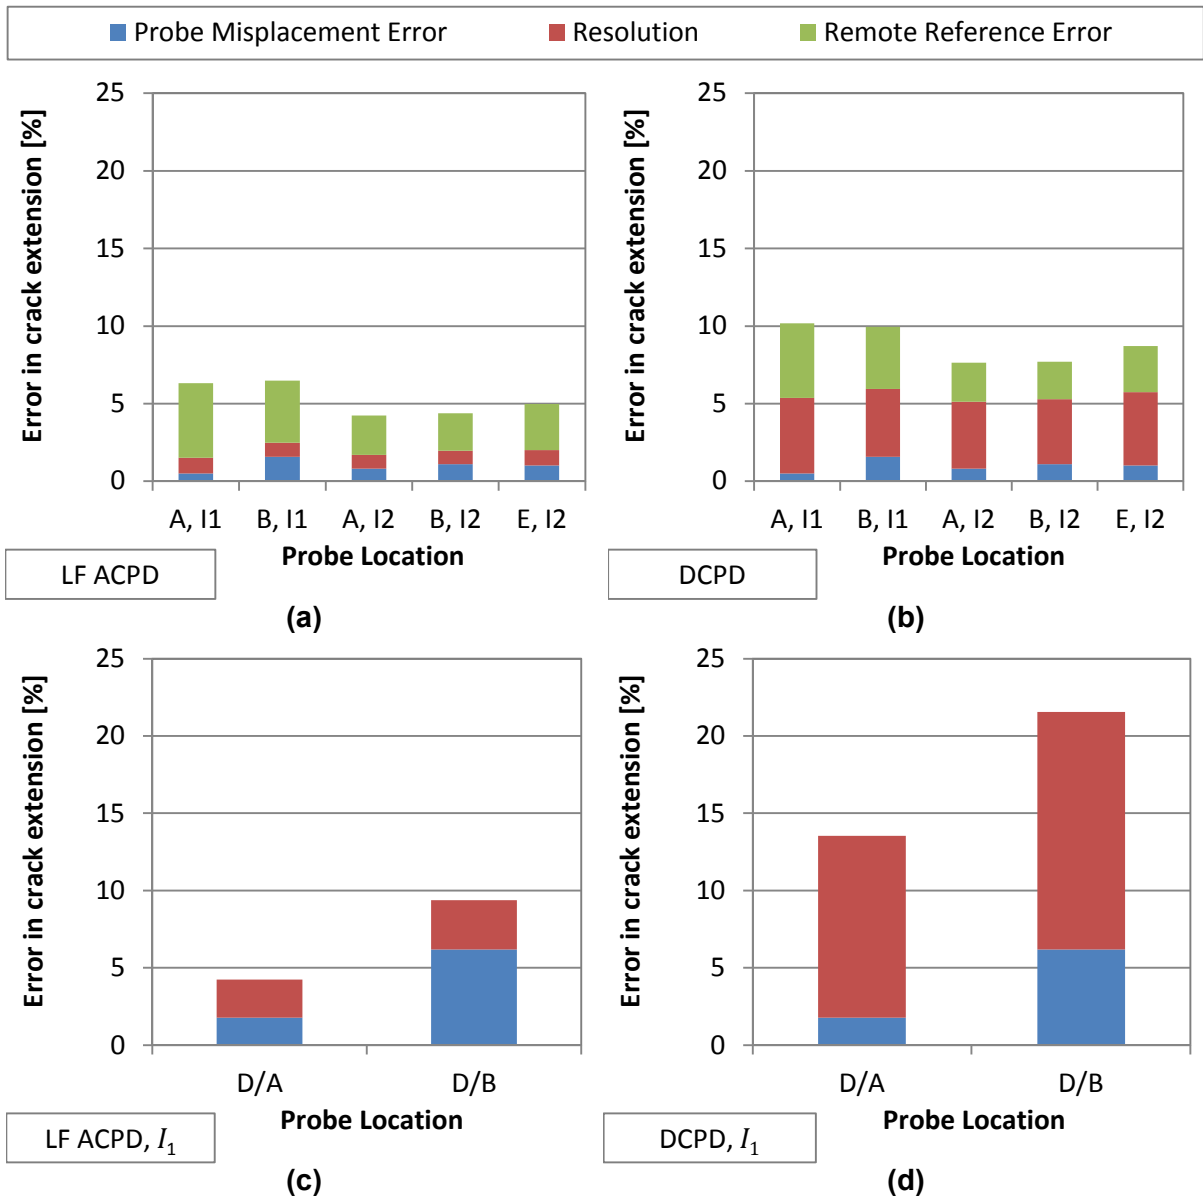 Probe Misplacement Error Resolution Remote Reference Error
Error in crack extension [%]
25
20
15
10
5
0
A, I1 B, I1 A, I2 B, I2 E, I2
Probe Location
LF ACPD
(a)
Error in crack extension [%]
25
20
15
10
5
0
A, I1 B, I1 A, I2 B, I2 E, I2
Probe Location
DCPD
(b)
Error in crack extension [%]
25
20
15
10
5
0
D/A D/B
Probe Location
LF ACPD, I₁
(c)
Error in crack extension [%]
25
20
15
10
5
0
D/A D/B
Probe Location
DCPD, I₁
(d)